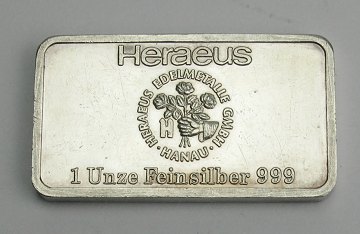 Heraeus
HERAEUS EDELMETALLE GMBH
· HANAU ·
H
1 Unze Feinsilber 999